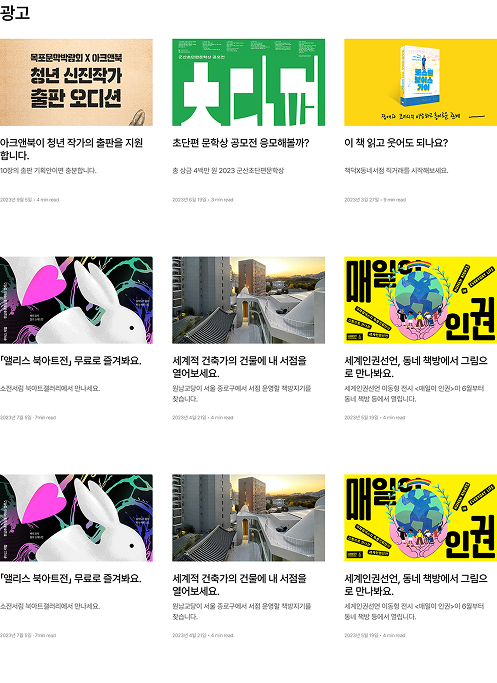 광고
목포문학박람회 X 아크앤북
청년 신진작가
출판 오디션
초단편
아크앤북이 청년 작가의 출판을 지원
합니다.
10장의 출판 기획안이면 충분합니다.
2023년 9월 5일 • 4 min read
초단편 문학상 공모전 응모해볼까?
총 상금 4백만 원 2023 군산초단편문학상
2023년 6월 19일 • 3 min read
이 책 읽고 웃어도 되나요?
책덕X동네서점 직거래를 시작해보세요.
2023년 3월 27일 • 9 min read
매일이
인권
「앨리스 북아트전」 무료로 즐겨봐요.
소전서림 북아트갤러리에서 만나세요.
2023년 7월 5일 · 7min read
세계적 건축가의 건물에 내 서점을
열어보세요.
원남교당이 서울 종로구에서 서점 운영할 책방지기를
찾습니다.
2023년 4월 21일 • 4 min read
세계인권선언, 동네 책방에서 그림으
로 만나봐요.
세계인권선언 이동형 전시 <매일이 인권>이 6월부터
동네 책방 등에서 열립니다.
2023년 5월 19일 • 4 min read
매일이
인권
「앨리스 북아트전」 무료로 즐겨봐요.
소전서림 북아트갤러리에서 만나세요.
2023년 7월 5일 · 7min read
세계적 건축가의 건물에 내 서점을
열어보세요.
원남교당이 서울 종로구에서 서점 운영할 책방지기를
찾습니다.
2023년 4월 21일 • 4 min read
세계인권선언, 동네 책방에서 그림으
로 만나봐요.
세계인권선언 이동형 전시 <매일이 인권>이 6월부터
동네 책방 등에서 열립니다.
2023년 5월 19일 • 4 min read